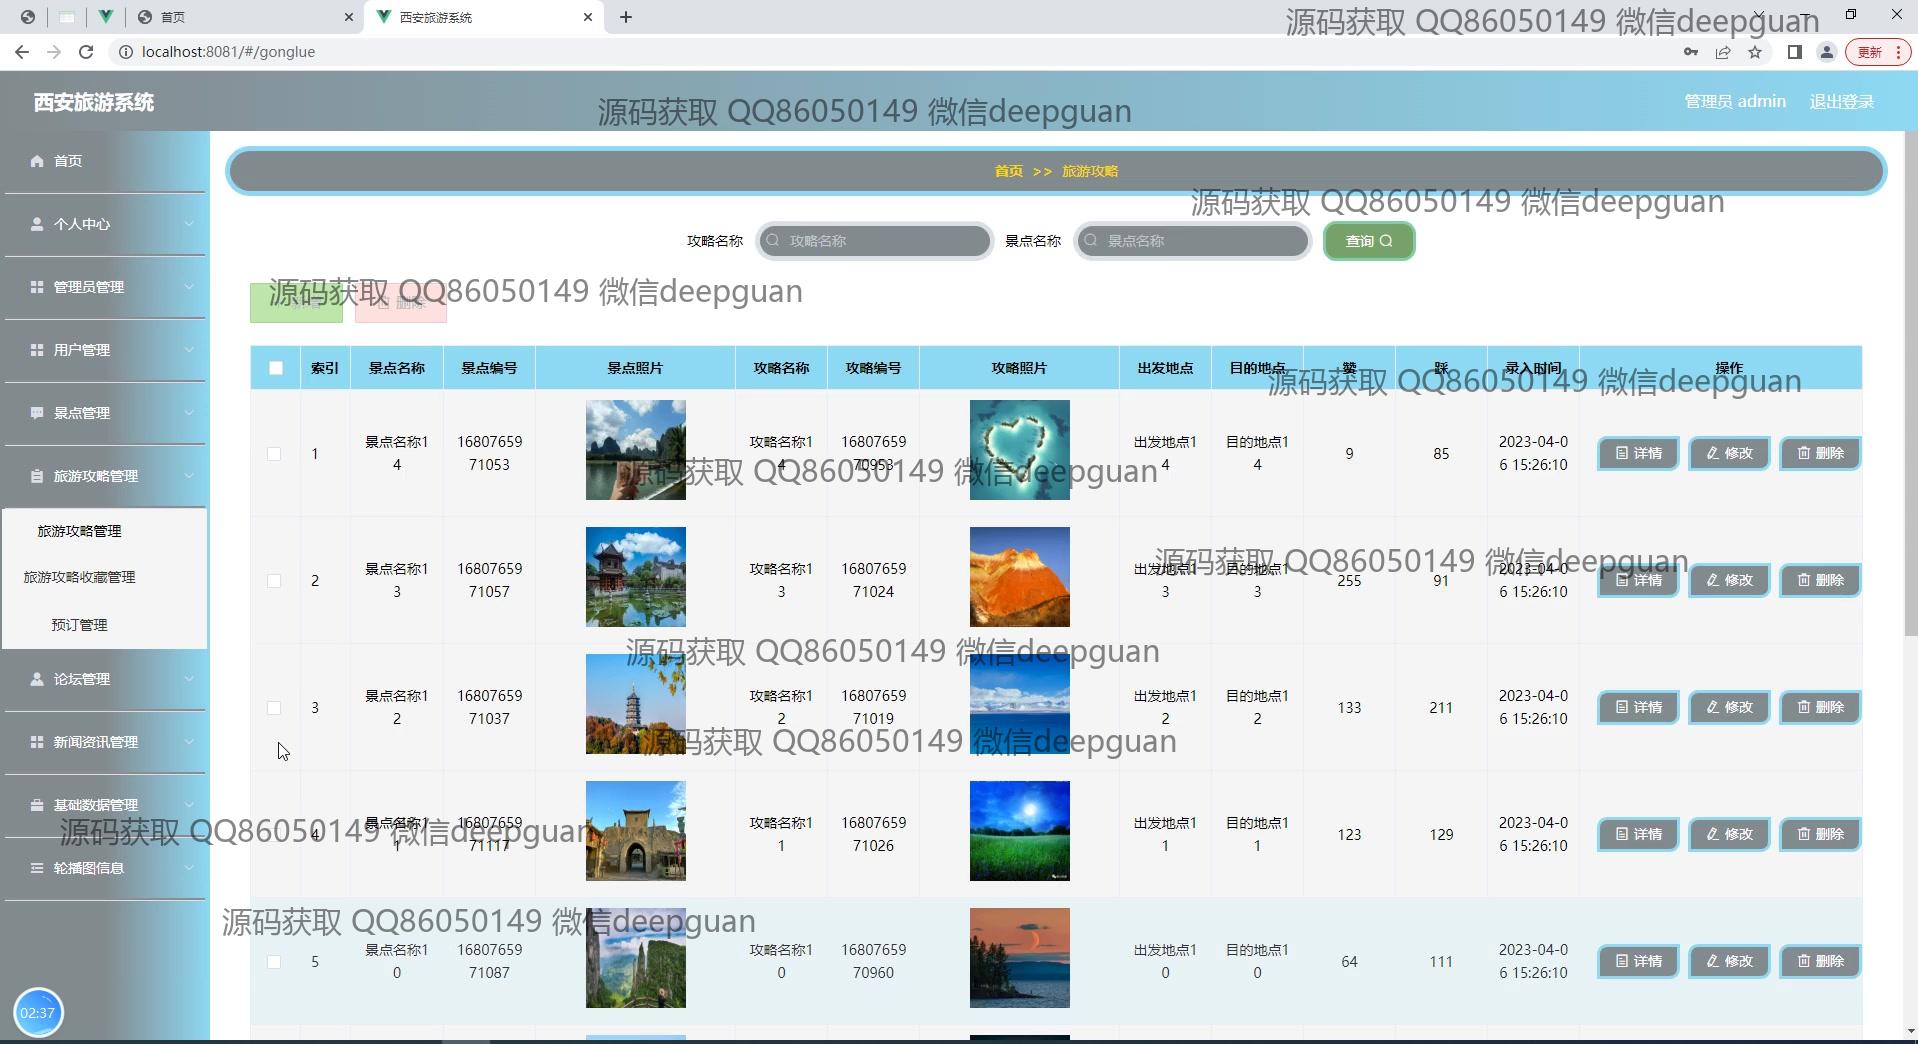 首页
西安旅游系统
源码获取 QQ86050149 微信deepguan
localhost:8081/#/gonglue
更新
西安旅游系统
源码获取 QQ86050149 微信deepguan
管理员 admin 退出登录
首页 >> 旅游攻略
源码获取 QQ86050149 微信deepguan
攻略名称 攻略名称 景点名称 景点名称 查询
源码获取 QQ86050149 微信deepguan
删除
首页
个人中心
管理员管理
用户管理
景点管理
旅游攻略管理
旅游攻略管理
旅游攻略收藏管理
预订管理
论坛管理
新闻资讯管理
基础数据管理
轮播图信息
索引 景点名称 景点编号 景点照片 攻略名称 攻略编号 攻略照片 出发地点 目的地点 赞 踩 录入时间 操作
源码获取 QQ86050149 微信deepguan
1 景点名称14 1680765971053 攻略名称14 1680765970953 出发地点14 目的地点14 9 85 2023-04-06 15:26:10 详情 修改 删除
源码获取 QQ86050149 微信deepguan
2 景点名称13 1680765971057 攻略名称13 1680765971024 出发地点13 目的地点13 255 91 2023-04-06 15:26:10 详情 修改 删除
源码获取 QQ86050149 微信deepguan
源码获取 QQ86050149 微信deepguan
3 景点名称12 1680765971037 攻略名称12 1680765971019 出发地点12 目的地点12 133 211 2023-04-06 15:26:10 详情 修改 删除
源码获取 QQ86050149 微信deepguan
4 景点名称11 1680765971117 攻略名称11 1680765971026 出发地点11 目的地点11 123 129 2023-04-06 15:26:10 详情 修改 删除
源码获取 QQ86050149 微信deepguan
源码获取 QQ86050149 微信deepguan
5 景点名称10 1680765971087 攻略名称10 1680765970960 出发地点10 目的地点10 64 111 2023-04-06 15:26:10 详情 修改 删除
02:37